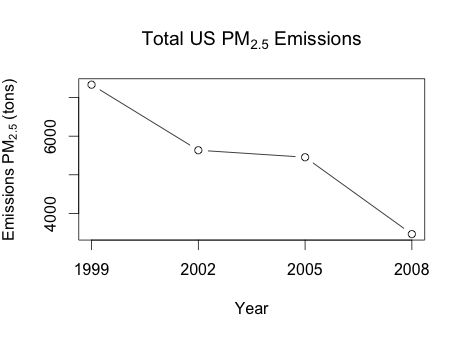 Total US PM2.5 Emissions
Emissions PM2.5 (tons)
6000
4000
1999 2002 2005 2008
Year